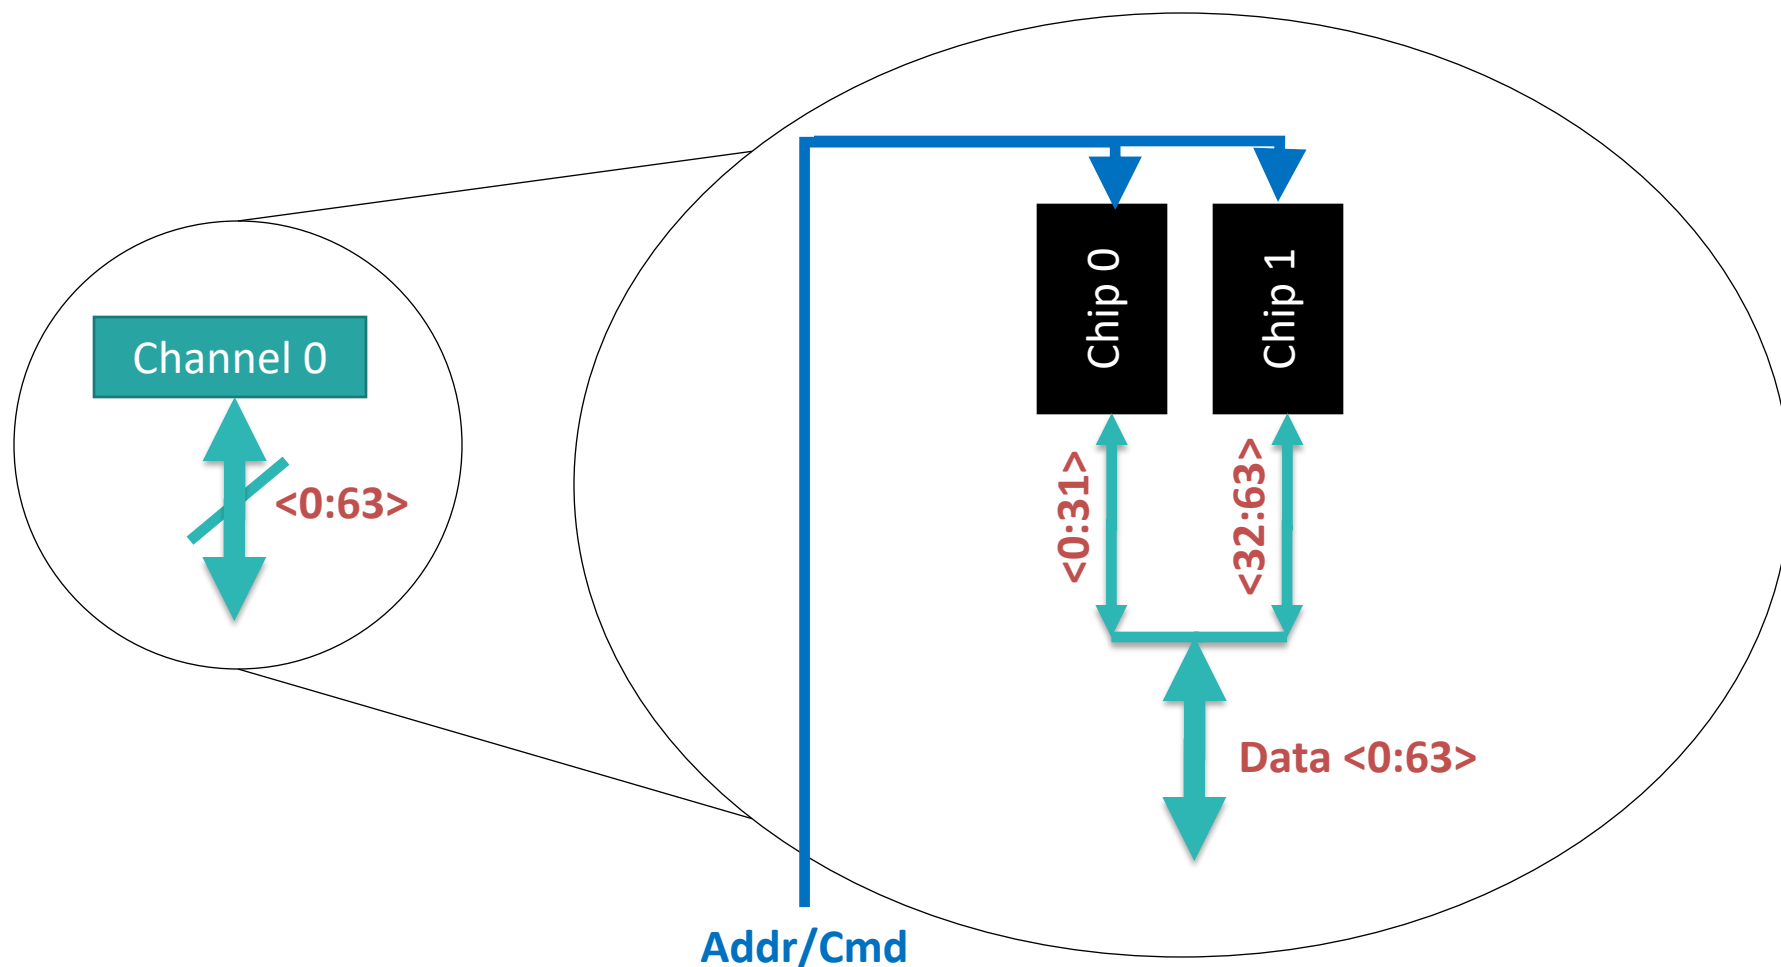 Channel 0
<0:63>
Chip 0
Chip 1
<0:31>
<32:63>
Data <0:63>
Addr/Cmd